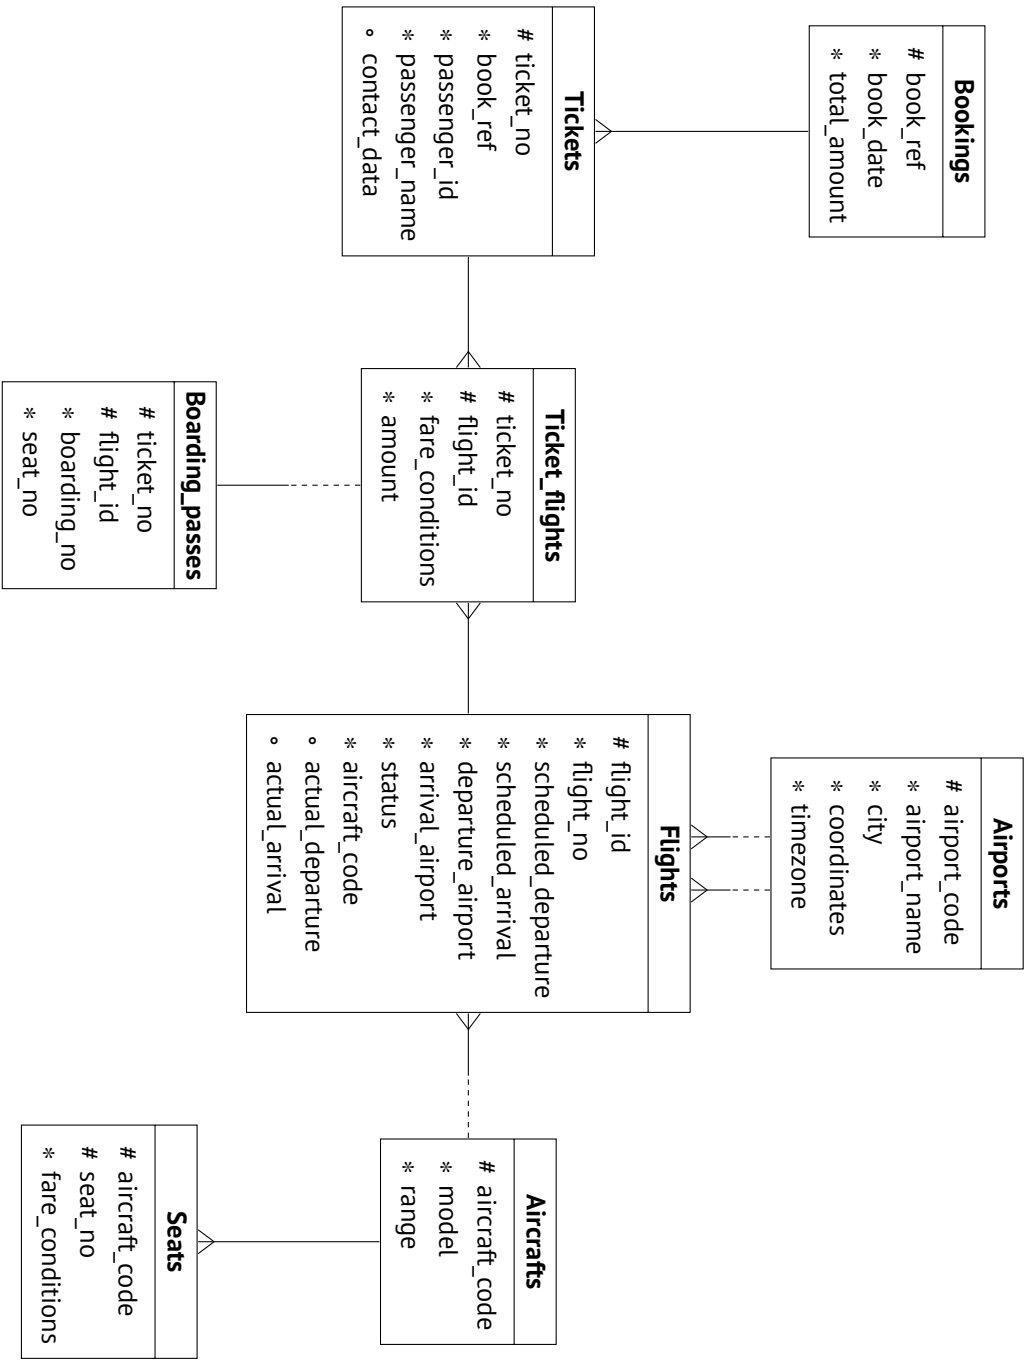 Bookings
# book_ref
* book_date
* total_amount
Tickets
# ticket_no
* book_ref
* passenger_id
* passenger_name
° contact_data
Ticket_flights
# ticket_no
# flight_id
* fare_conditions
* amount
Boarding_passes
# ticket_no
# flight_id
* boarding_no
* seat_no
Airports
# airport_code
* airport_name
* city
* coordinates
* timezone
Flights
# flight_id
* flight_no
* scheduled_departure
* scheduled_arrival
* departure_airport
* arrival_airport
* status
* aircraft_code
° actual_departure
° actual_arrival
Aircrafts
# aircraft_code
* model
* range
Seats
# aircraft_code
# seat_no
* fare_conditions